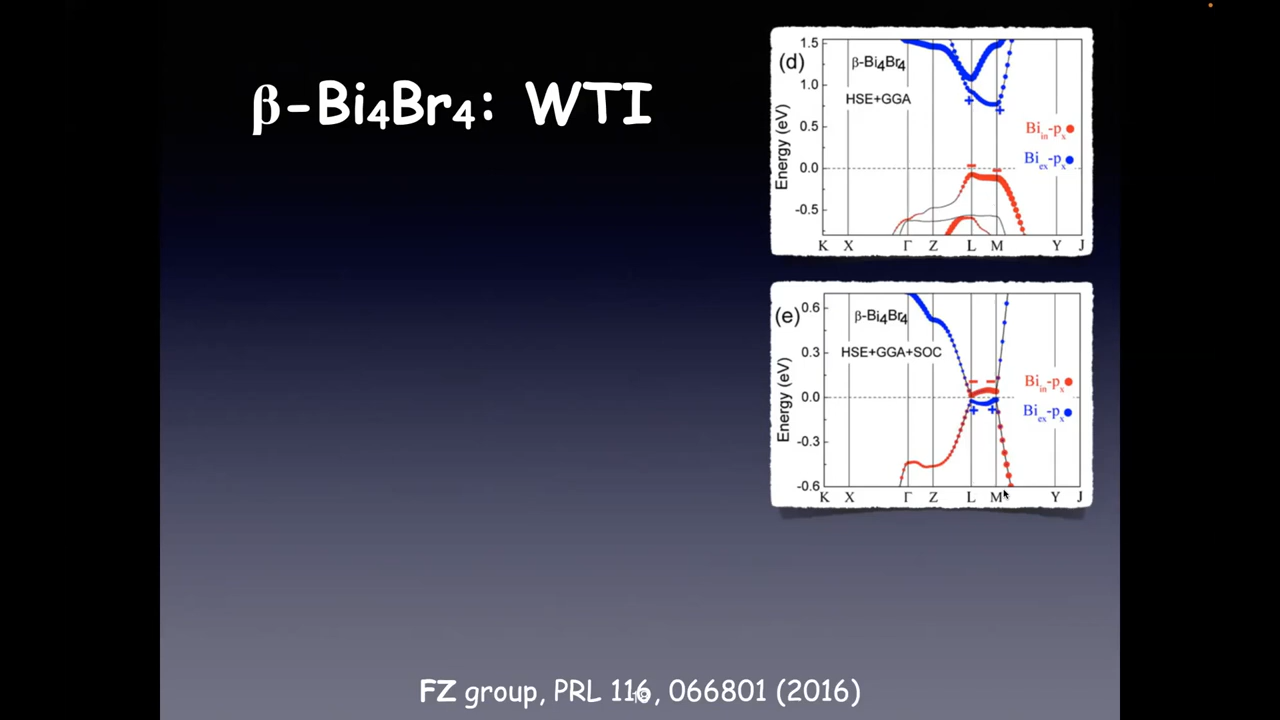 β-Bi₄Br₄: WTI
(d)
β-Bi₄Br₄
HSE+GGA
Energy (eV)
1.5
1.0
0.5
0.0
-0.5
Biᵢₙ-pₓ
Biₑₓ-pₓ
K X Γ Z L M Y J
(e)
β-Bi₄Br₄
HSE+GGA+SOC
Energy (eV)
0.6
0.3
0.0
-0.3
-0.6
Biᵢₙ-pₓ
Biₑₓ-pₓ
K X Γ Z L M Y J
FZ group, PRL 116, 066801 (2016)